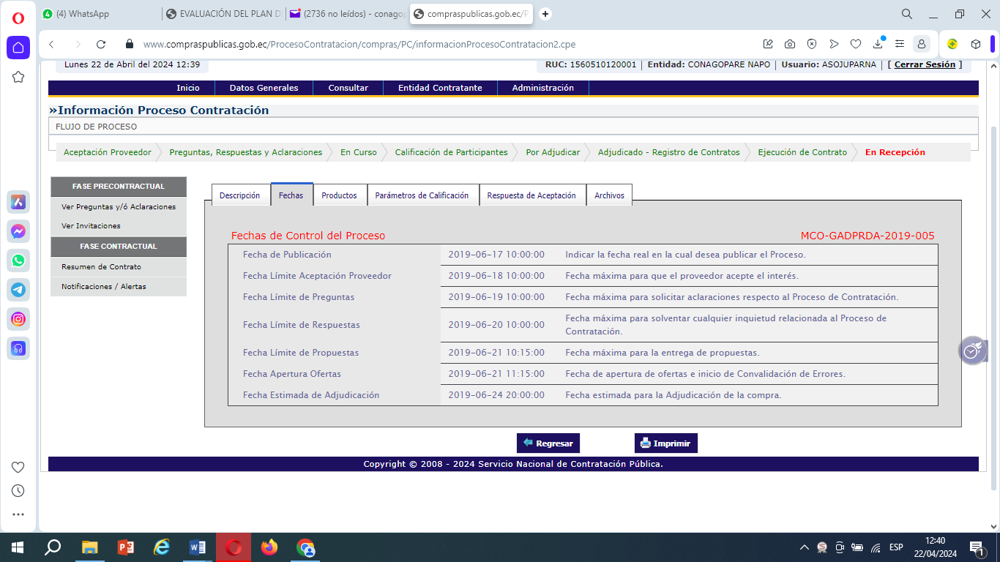 (4) WhatsApp
EVALUACIÓN DEL PLAN D
(2736 no leídos) - conagop
compraspublicas.gob.ec/P
www.compraspublicas.gob.ec/ProcesoContratacion/compras/PC/informacionProcesoContratacion2.cpe
Lunes 22 de Abril del 2024 12:39
RUC: 1560510120001 | Entidad: CONAGOPARE NAPO | Usuario: ASOJUPARNA | [ Cerrar Sesión ]
Inicio
Datos Generales
Consultar
Entidad Contratante
Administración
»Información Proceso Contratación
FLUJO DE PROCESO
Aceptación Proveedor
Preguntas, Respuestas y Aclaraciones
En Curso
Calificación de Participantes
Por Adjudicar
Adjudicado - Registro de Contratos
Ejecución de Contrato
En Recepción
FASE PRECONTRACTUAL
Ver Preguntas y/ó Aclaraciones
Ver Invitaciones
FASE CONTRACTUAL
Resumen de Contrato
Notificaciones / Alertas
Descripción
Fechas
Productos
Parámetros de Calificación
Respuesta de Aceptación
Archivos
Fechas de Control del Proceso
MCO-GADPRDA-2019-005
Fecha de Publicación 2019-06-17 10:00:00 Indicar la fecha real en la cual desea publicar el Proceso.
Fecha Límite Aceptación Proveedor 2019-06-18 10:00:00 Fecha máxima para que el proveedor acepte el interés.
Fecha Límite de Preguntas 2019-06-19 10:00:00 Fecha máxima para solicitar aclaraciones respecto al Proceso de Contratación.
Fecha Límite de Respuestas 2019-06-20 10:00:00 Fecha máxima para solventar cualquier inquietud relacionada al Proceso de
Contratación.
Fecha Límite de Propuestas 2019-06-21 10:15:00 Fecha máxima para la entrega de propuestas.
Fecha Apertura Ofertas 2019-06-21 11:15:00 Fecha de apertura de ofertas e inicio de Convalidación de Errores.
Fecha Estimada de Adjudicación 2019-06-24 20:00:00 Fecha estimada para la Adjudicación de la compra.
Regresar
Imprimir
Copyright © 2008 - 2024 Servicio Nacional de Contratación Pública.
ESP
12:40
22/04/2024
1